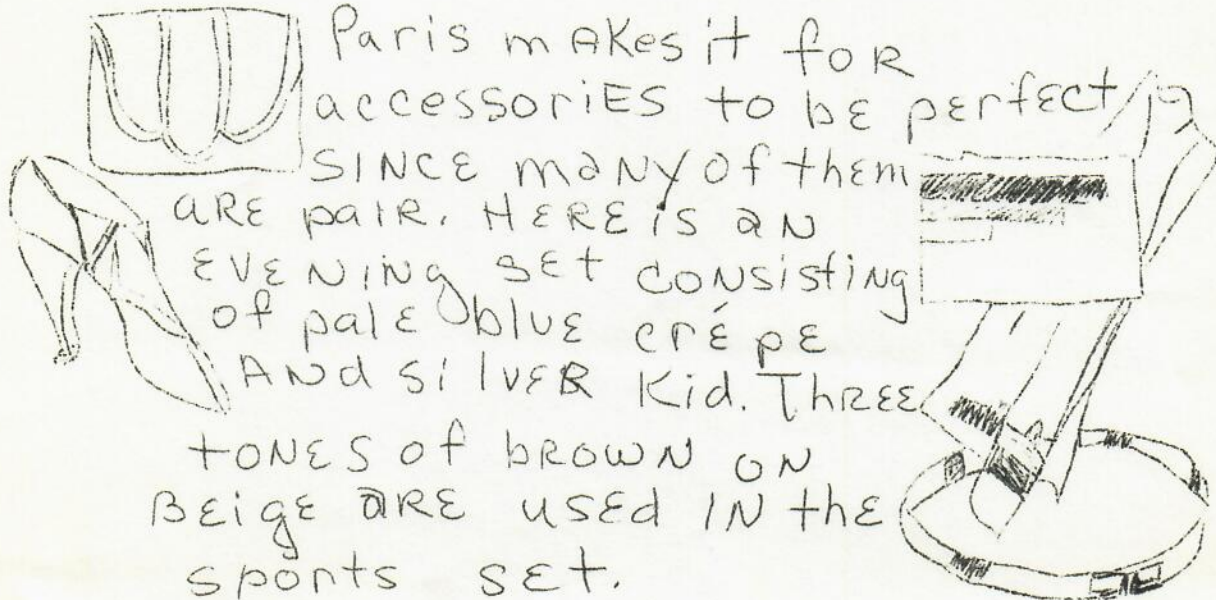 Paris makes it for
accessories to be perfect
since many of them
are pair. Here is an
evening set consisting
of pale blue crépe
And silver kid. Three
tones of brown on
Beige are used in the
sports set.